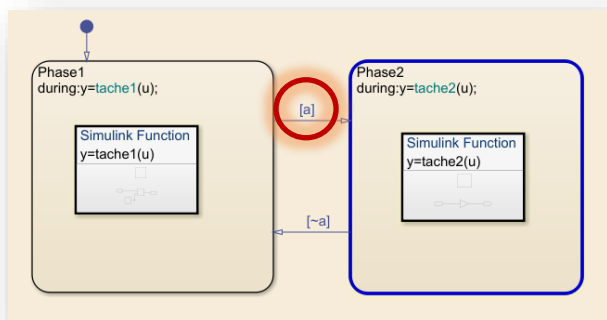 Phase1
during:y=tache1(u);
Simulink Function
y=tache1(u)
[a]
[~a]
Phase2
during:y=tache2(u);
Simulink Function
y=tache2(u)